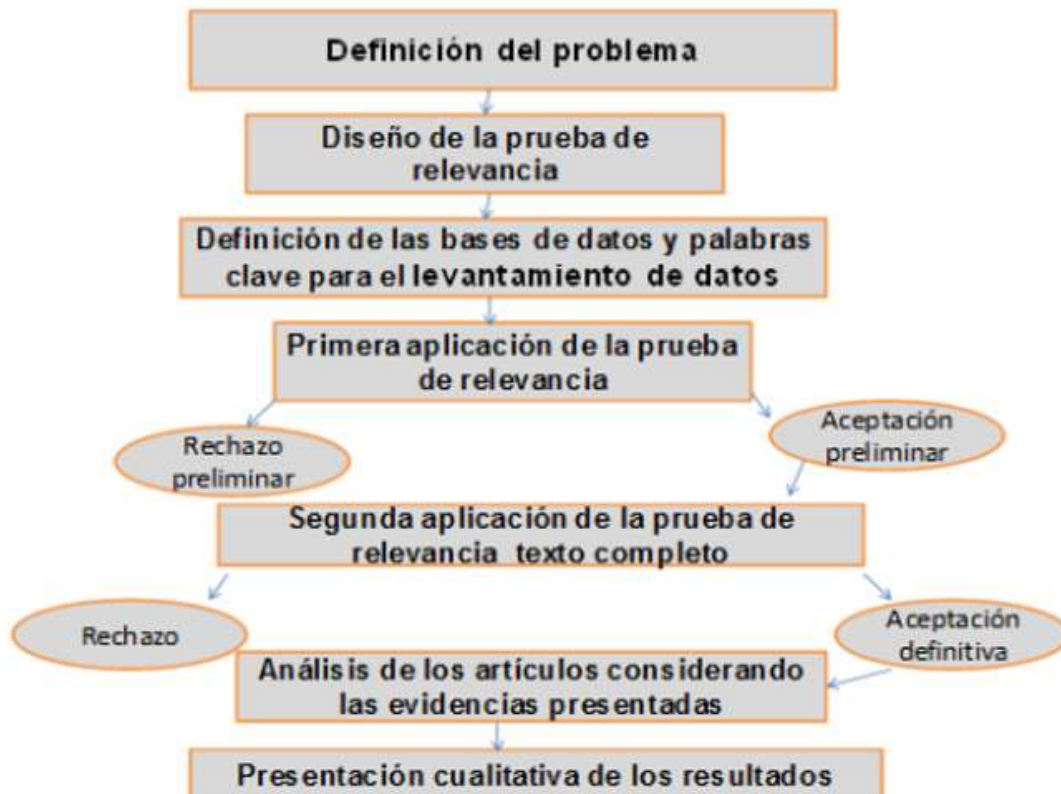 Definición del problema
Diseño de la prueba de
relevancia
Definición de las bases de datos y palabras
clave para el levantamiento de datos
Primera aplicación de la prueba
de relevancia
Rechazo
preliminar
Aceptación
preliminar
Segunda aplicación de la prueba de
relevancia texto completo
Rechazo
Aceptación
definitiva
Análisis de los artículos considerando
las evidencias presentadas
Presentación cualitativa de los resultados